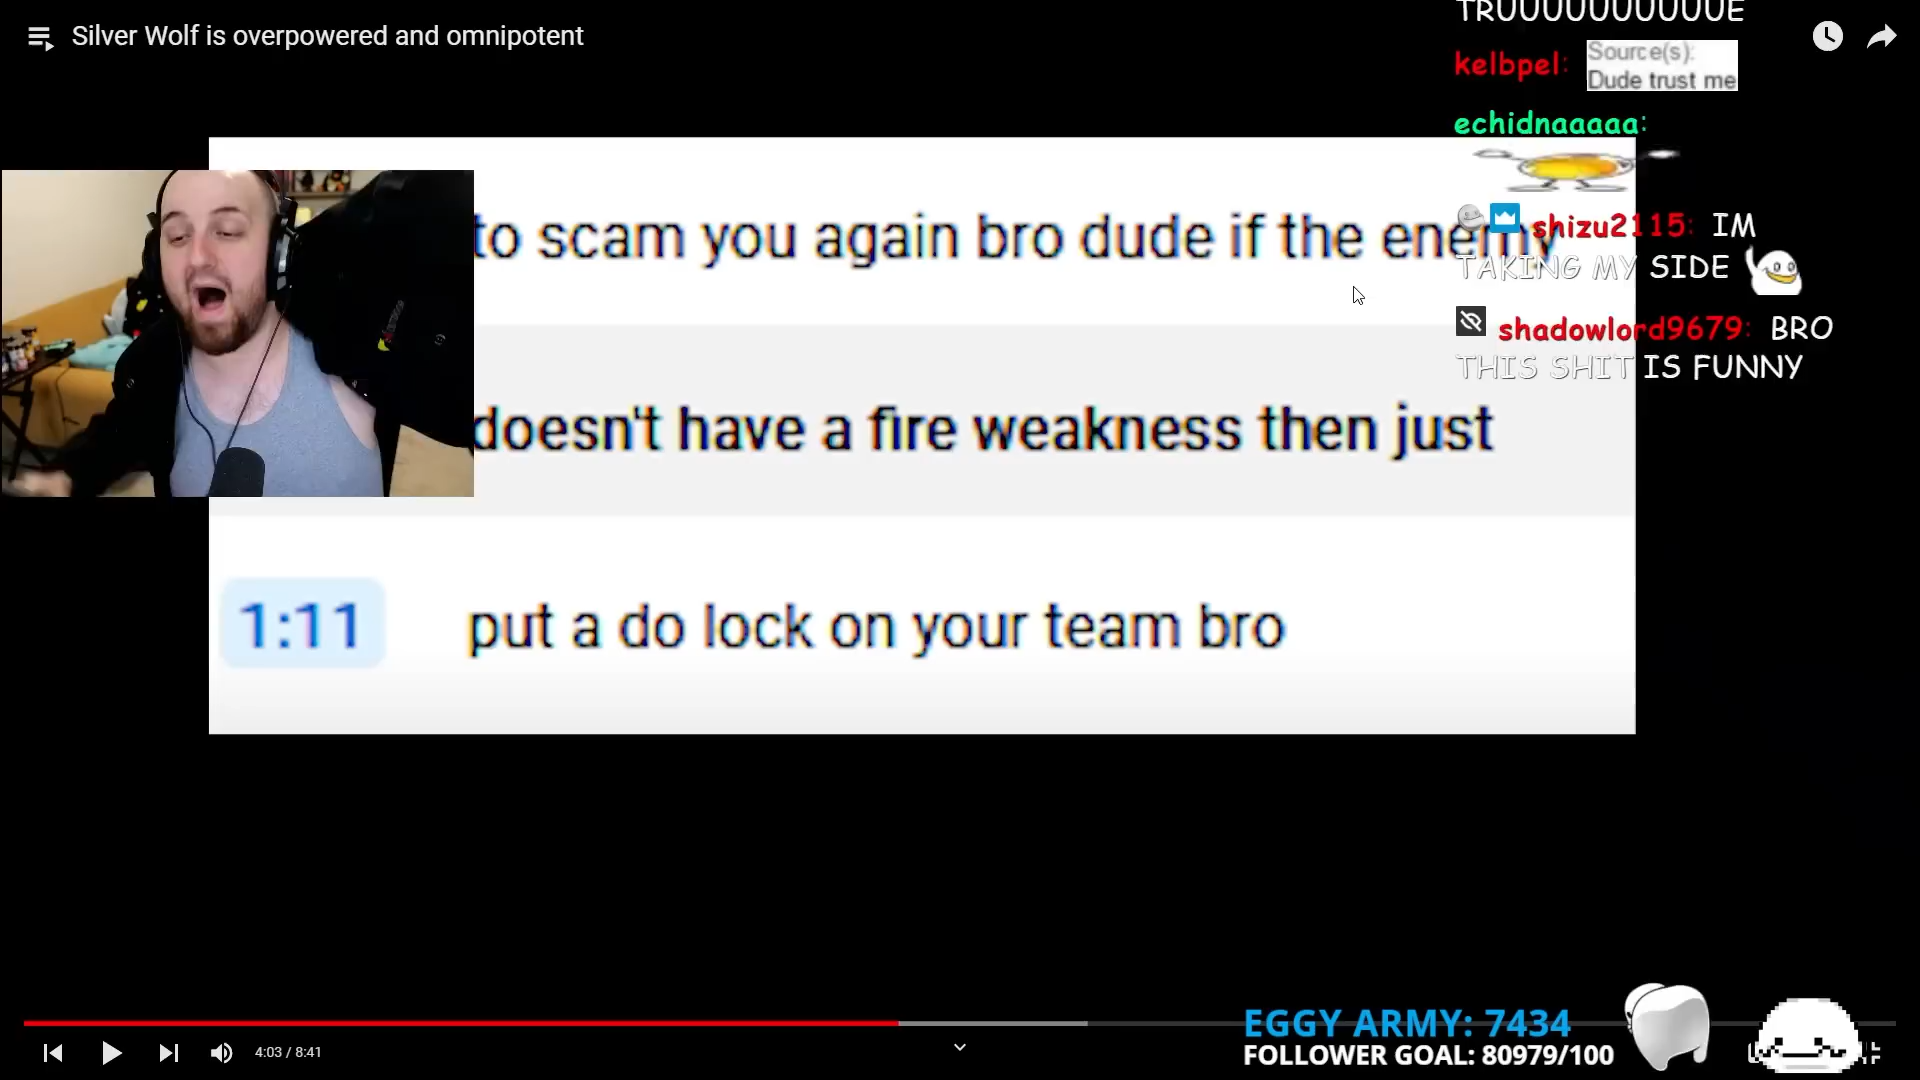 Silver Wolf is overpowered and omnipotent
TRUUUUUUUUUUE
kelbpel: Source(s):
Dude trust me
echidnaaaaa:
shizu2115: IM
TAKING MY SIDE
shadowlord9679: BRO
THIS SHIT IS FUNNY
to scam you again bro dude if the enemy
doesn't have a fire weakness then just
1:11 put a do lock on your team bro
4:03 / 8:41
EGGY ARMY: 7434
FOLLOWER GOAL: 80979/100